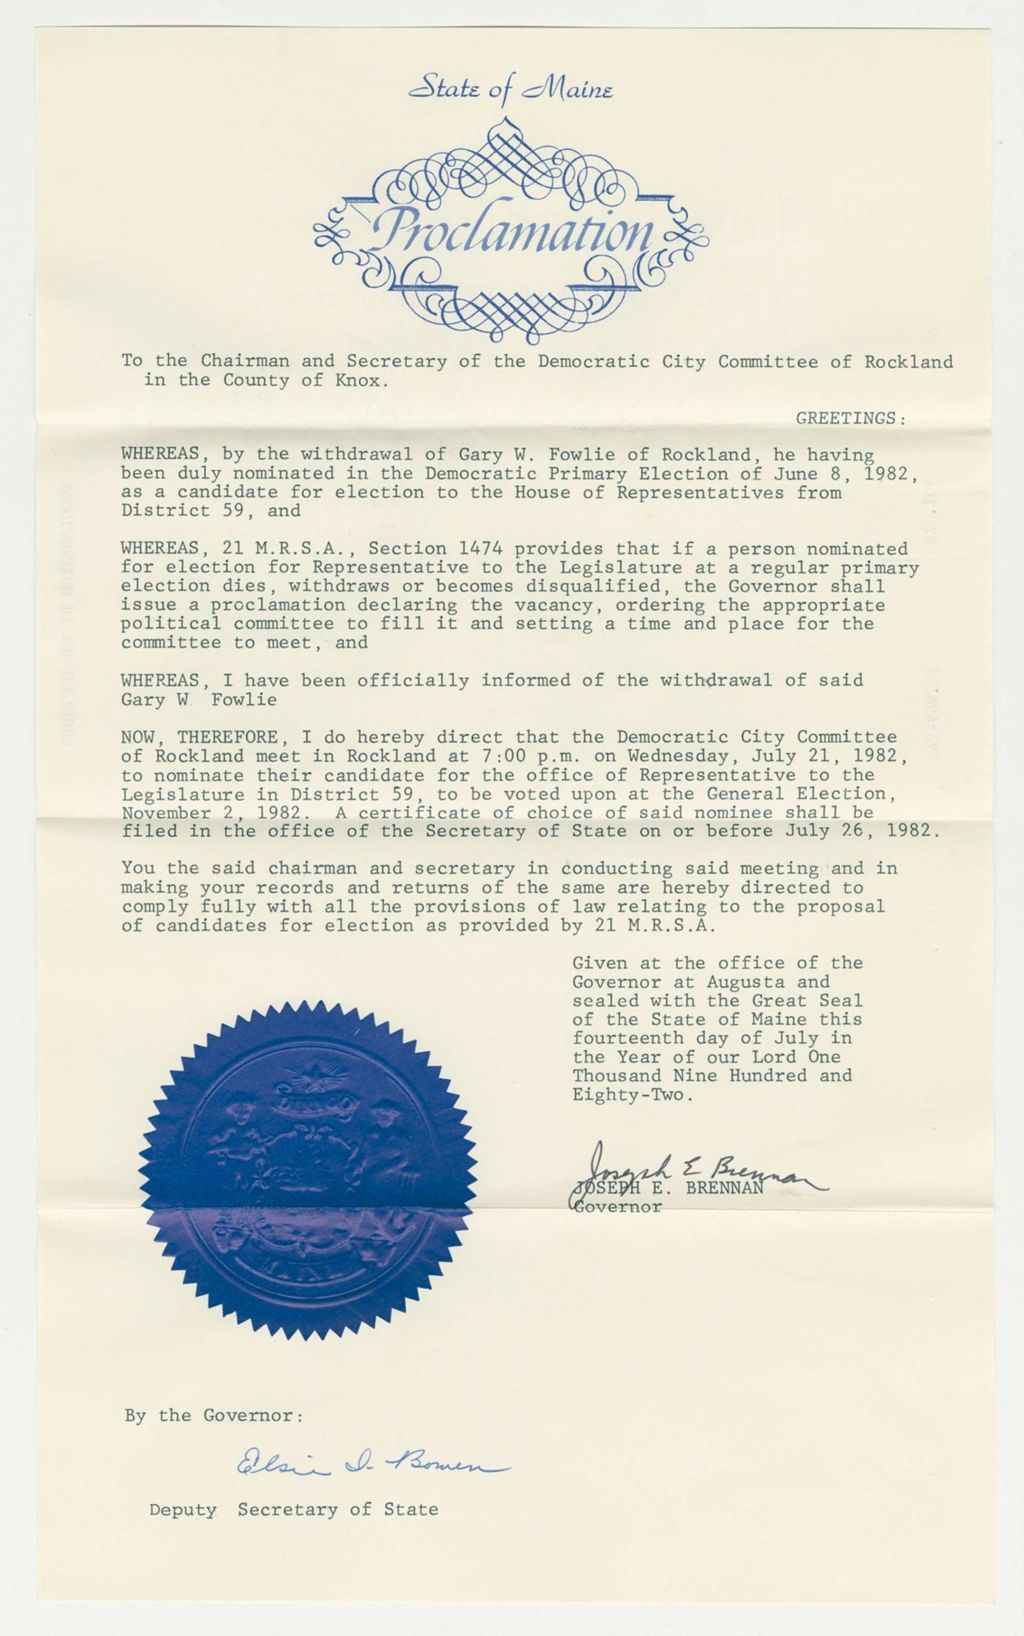 State of Maine
Proclamation
To the Chairman and Secretary of the Democratic City Committee of Rockland
in the County of Knox.
GREETINGS:
WHEREAS, by the withdrawal of Gary W. Fowlie of Rockland, he having
been duly nominated in the Democratic Primary Election of June 8, 1982,
as a candidate for election to the House of Representatives from
District 59, and
WHEREAS, 21 M.R.S.A., Section 1474 provides that if a person nominated
for election for Representative to the Legislature at a regular primary
election dies, withdraws or becomes disqualified, the Governor shall
issue a proclamation declaring the vacancy, ordering the appropriate
political committee to fill it and setting a time and place for the
committee to meet, and
WHEREAS, I have been officially informed of the withdrawal of said
Gary W Fowlie
NOW, THEREFORE, I do hereby direct that the Democratic City Committee
of Rockland meet in Rockland at 7:00 p.m. on Wednesday, July 21, 1982,
to nominate their candidate for the office of Representative to the
Legislature in District 59, to be voted upon at the General Election,
November 2, 1982. A certificate of choice of said nominee shall be
filed in the office of the Secretary of State on or before July 26, 1982.
You the said chairman and secretary in conducting said meeting and in
making your records and returns of the same are hereby directed to
comply fully with all the provisions of law relating to the proposal
of candidates for election as provided by 21 M.R.S.A.
Given at the office of the
Governor at Augusta and
sealed with the Great Seal
of the State of Maine this
fourteenth day of July in
the Year of our Lord One
Thousand Nine Hundred and
Eighty-Two.
Joseph E Brennan
JOSEPH E. BRENNAN
Governor
By the Governor:
Elsie I. Bowen
Deputy Secretary of State